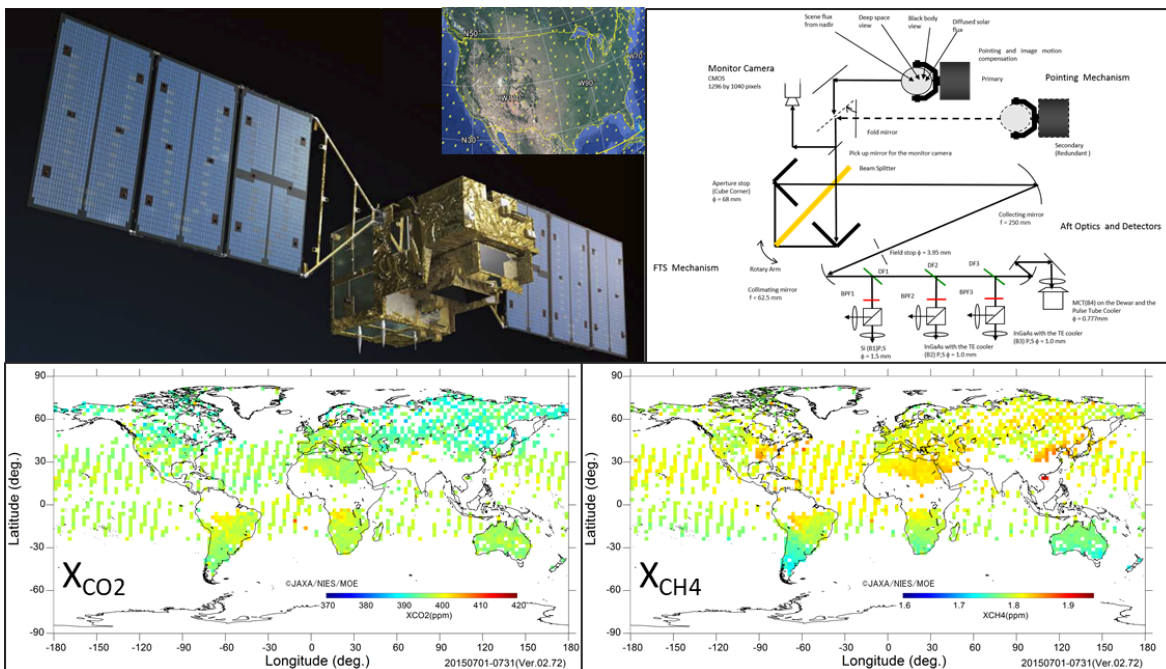 N50°
W70
W90
W110
N30°
Scene flux
from nadir
Deep space
view
Black body
view
Diffused solar
flux
Pointing and image motion
compensation
Primary
Pointing Mechanism
Monitor Camera
CMOS
1296 by 1040 pixels
Fold mirror
Secondary
(Redundant )
Pick-up mirror for the monitor camera
Beam Splitter
Aperture stop
(Cube Corner)
ϕ = 68 mm
Collecting mirror
f = 250 mm
Aft Optics and Detectors
Field stop ϕ = 3.95 mm
Rotary Arm
FTS Mechanism
DF1
DF2
DF3
Collimating mirror
f = 62.5 mm
BPF1
BPF2
BPF3
MCT(B4) on the Dewar and the
Pulse Tube Cooler
ϕ = 0.777mm
Si (B1)P,S
ϕ = 1.5 mm
InGaAs with the TE cooler
(B2) P,S ϕ = 1.0 mm
InGaAs with the TE cooler
(B3) P,S ϕ = 1.0 mm
90
60
30
0
-30
-60
-90
Latitude (deg.)
XCO2
©JAXA/NIES/MOE
370 380 390 400 410 420
XCO2(ppm)
-180 -150 -120 -90 -60 -30 0 30 60 90 120 150 180
Longitude (deg.)
20150701-0731(Ver.02.72)
90
60
30
0
-30
-60
-90
Latitude (deg.)
XCH4
©JAXA/NIES/MOE
1.6 1.7 1.8 1.9
XCH4(ppm)
-180 -150 -120 -90 -60 -30 0 30 60 90 120 150 180
Longitude (deg.)
20150701-0731(Ver.02.72)